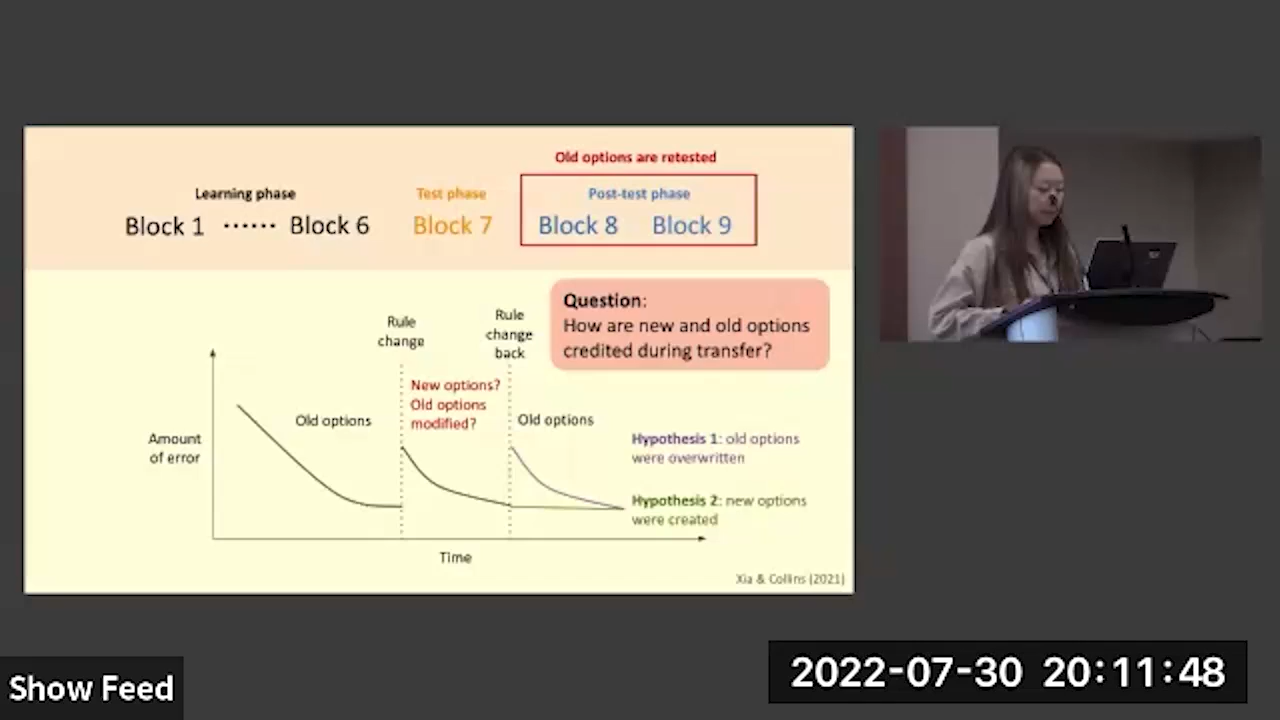 Old options are retested
Learning phase
Test phase
Post-test phase
Block 1 ······ Block 6
Block 7
Block 8
Block 9
Question:
How are new and old options
credited during transfer?
Rule
change
Rule
change
back
New options?
Old options
modified?
Old options
Old options
Amount
of error
Hypothesis 1: old options
were overwritten
Hypothesis 2: new options
were created
Time
Xia & Collins (2021)
Show Feed
2022-07-30 20:11:48